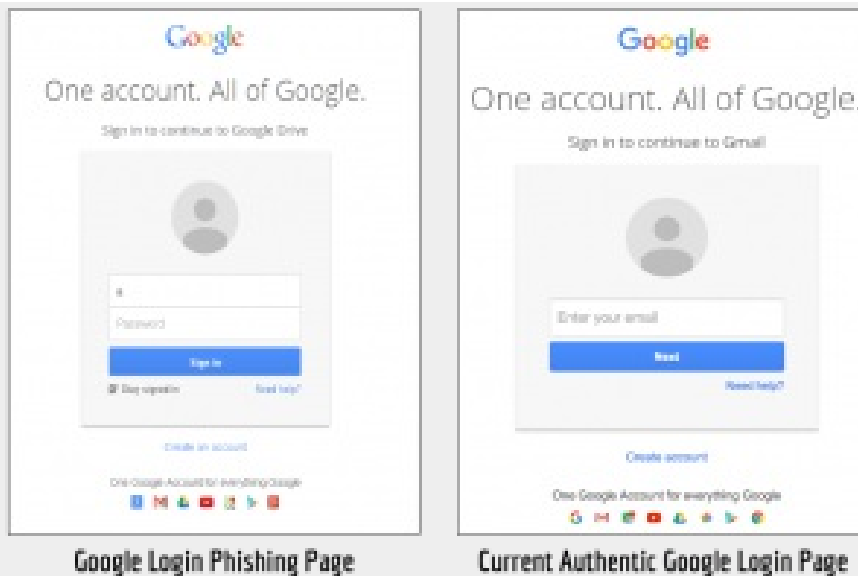 Google
One account. All of Google.
Sign in to continue to Google Drive
Password
Sign in
Stay signed in
Need help?
Create an account
One Google Account for everything Google
Google Login Phishing Page
Google
One account. All of Google.
Sign in to continue to Gmail
Enter your email
Next
Need help?
Create account
One Google Account for everything Google
Current Authentic Google Login Page